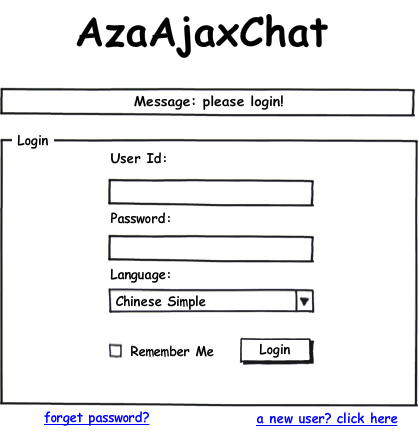 AzaAjaxChat
Message: please login!
Login
User Id:
Password:
Language:
Chinese Simple
Remember Me
Login
forget password?
a new user? click here